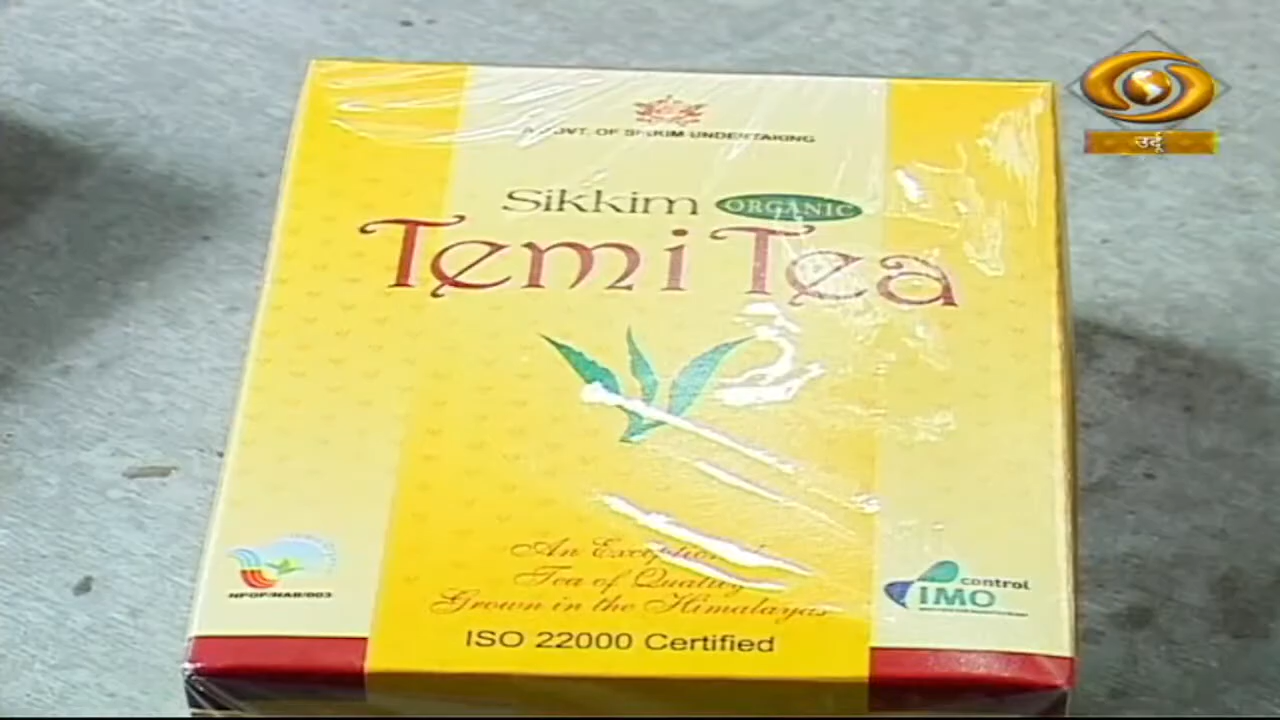 A GOVT. OF SIKKIM UNDERTAKING
Sikkim ORGANIC
Temi Tea
An Exceptional
Tea of Quality
Grown in the Himalayas
ISO 22000 Certified
NPOP/NAB/003
control
IMO
उर्दू